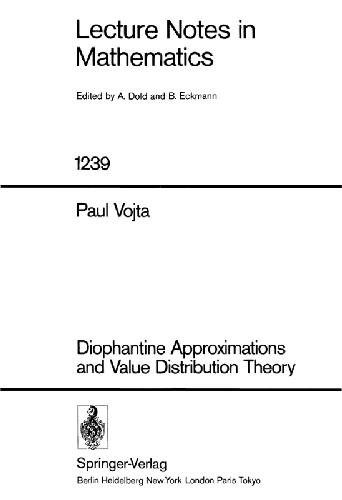 Lecture Notes in
Mathematics
Edited by A. Dold and B. Eckmann
1239
Paul Vojta
Diophantine Approximations
and Value Distribution Theory
Springer-Verlag
Berlin Heidelberg New York London Paris Tokyo